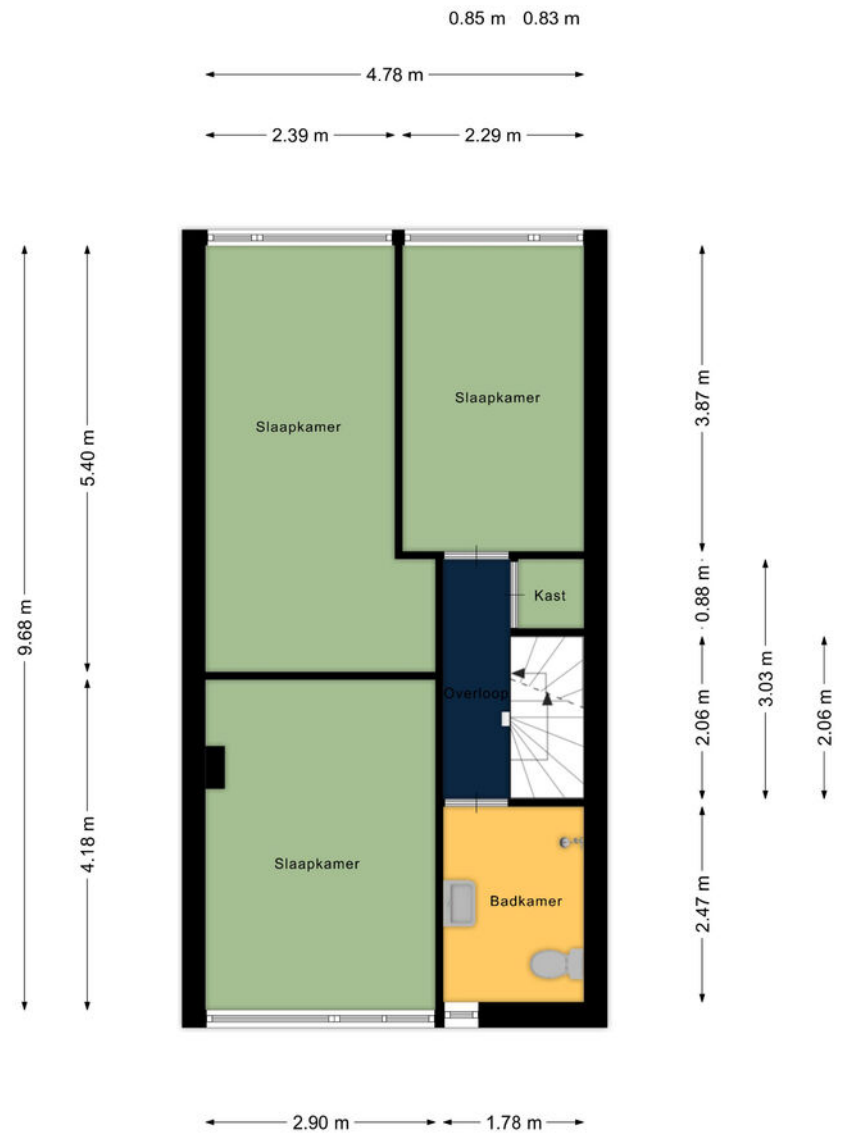 0.85 m 0.83 m
4.78 m
2.39 m 2.29 m
Slaapkamer
Slaapkamer
3.87 m
5.40 m
9.68 m
Kast
0.88 m
Overloop
2.06 m
3.03 m
2.06 m
4.18 m
Slaapkamer
Badkamer
2.47 m
2.90 m 1.78 m